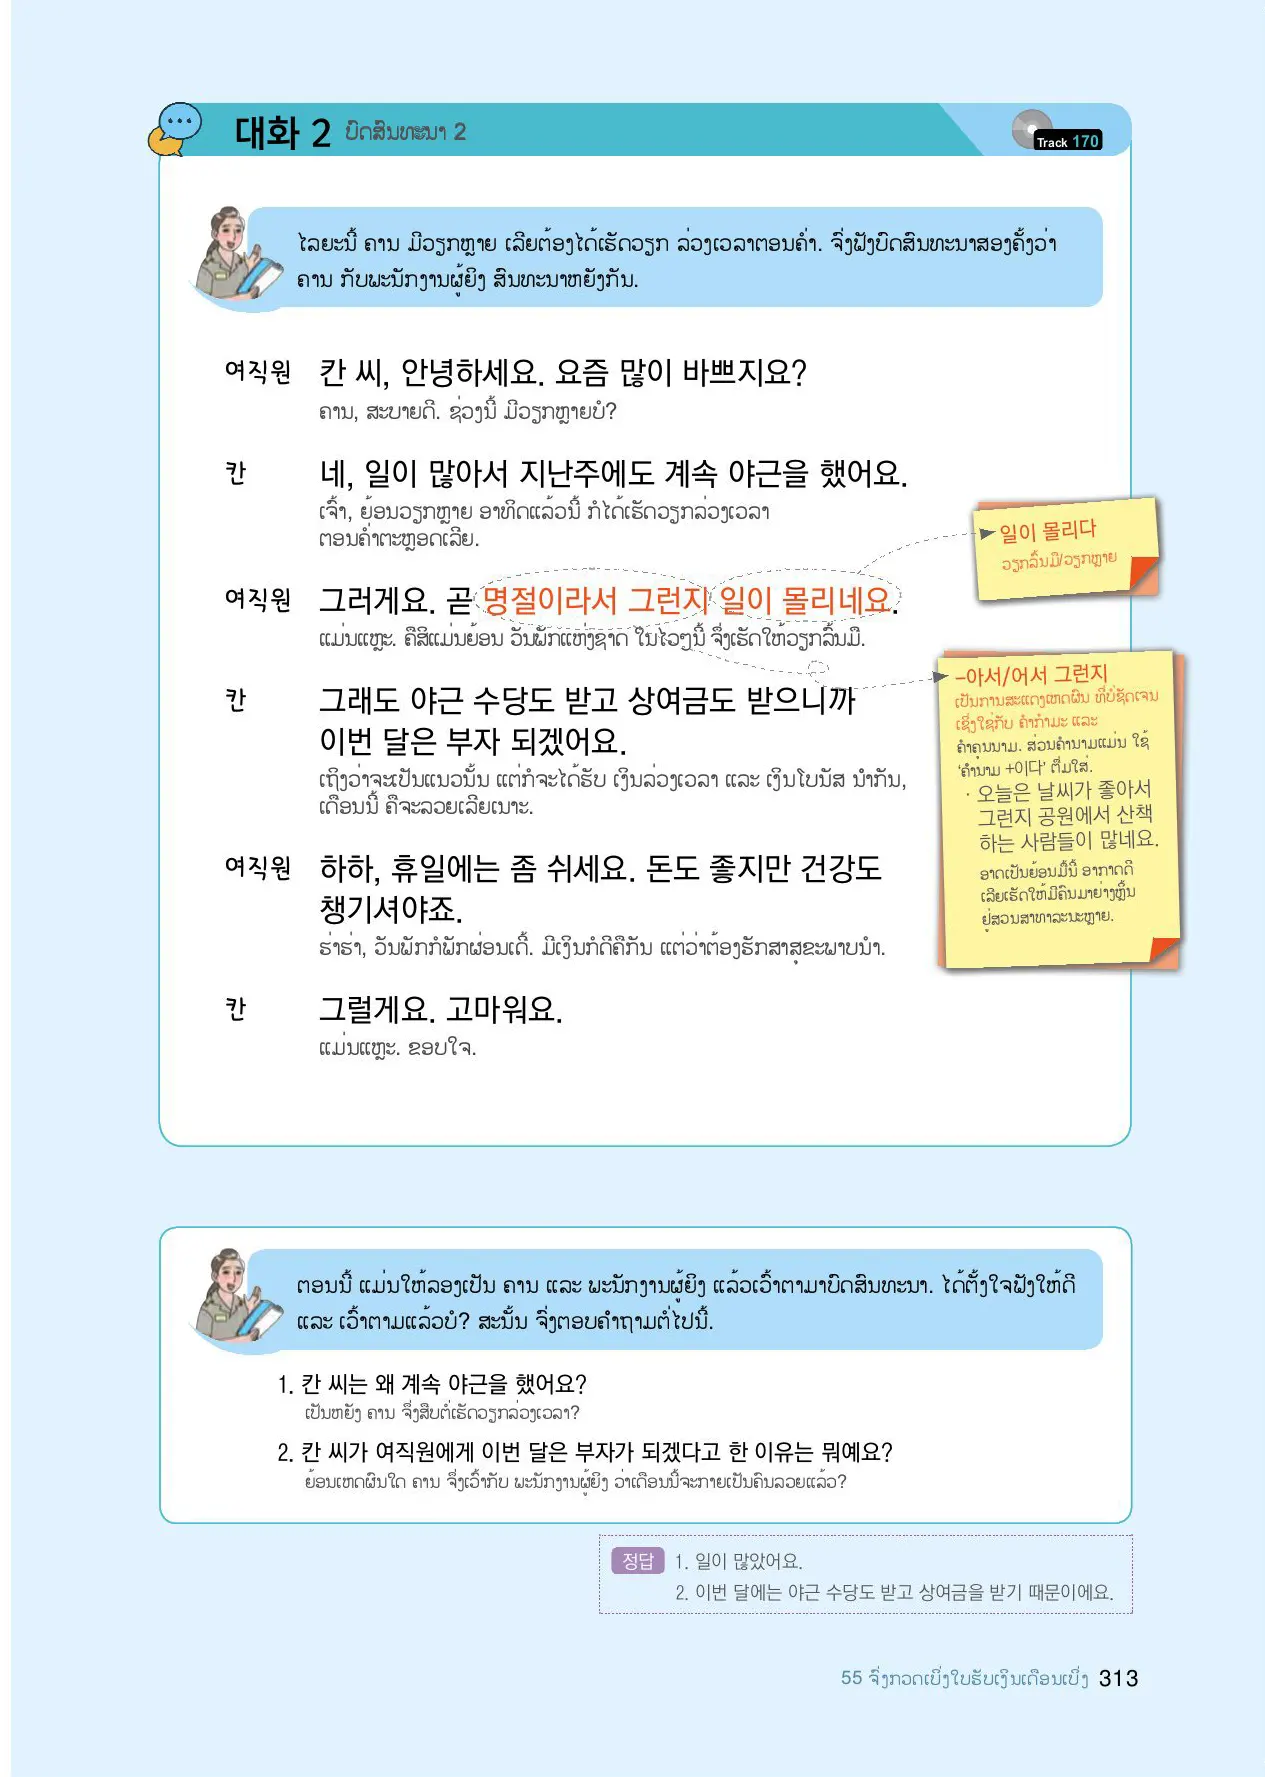 대화 2 ບົດສົນທະນາ 2
Track 170
ໄລຍະນີ້ ຄານ ມີວຽກຫຼາຍ ເລີຍຕ້ອງໄດ້ເຮັດວຽກ ລ່ວງເວລາຕອນຄ່ຳ. ຈົ່ງຟັງບົດສົນທະນາສອງຄັ້ງວ່າ
ຄານ ກັບພະນັກງານຜູ້ຍິງ ສົນທະນາຫຍັງກັນ.
여직원 칸 씨, 안녕하세요. 요즘 많이 바쁘지요?
ຄານ, ສະບາຍດີ. ຊ່ວງນີ້ ມີວຽກຫຼາຍບໍ?
칸 네, 일이 많아서 지난주에도 계속 야근을 했어요.
ເຈົ້າ, ຍ້ອນວຽກຫຼາຍ ອາທິດແລ້ວນີ້ ກໍໄດ້ເຮັດວຽກລ່ວງເວລາ
ຕອນຄ່ຳຕະຫຼອດເລີຍ.
여직원 그러게요. 곧 명절이라서 그런지 일이 몰리네요.
ແມ່ນແຫຼະ. ຄືສິແມ່ນຍ້ອນ ວັນພັກແຫ່ງຊາດ ໃນໄວໆນີ້ ຈຶ່ງເຮັດໃຫ້ວຽກລົ້ນມື.
칸 그래도 야근 수당도 받고 상여금도 받으니까
이번 달은 부자 되겠어요.
ເຖິງວ່າຈະເປັນແນວນັ້ນ ແຕ່ກໍຈະໄດ້ຮັບ ເງິນລ່ວງເວລາ ແລະ ເງິນໂບນັສ ນຳກັນ,
ເດືອນນີ້ ຄືຈະລວຍເລີຍເນາະ.
여직원 하하, 휴일에는 좀 쉬세요. 돈도 좋지만 건강도
챙기셔야죠.
ຮ່າຮ່າ, ວັນພັກກໍພັກຜ່ອນເດີ້. ມີເງິນກໍດີຄືກັນ ແຕ່ວ່າຕ້ອງຮັກສາສຸຂະພາບນຳ.
칸 그럴게요. 고마워요.
ແມ່ນແຫຼະ. ຂອບໃຈ.
일이 몰리다
ວຽກລົ້ນມື/ວຽກຫຼາຍ
–아서/어서 그런지
ເປັນການສະແດງເຫດຜົນ ທີ່ບໍ່ຊັດເຈນ
ເຊິ່ງໃຊ່ກັບ ຄຳກຳມະ ແລະ
ຄຳຄຸນນາມ. ສ່ວນຄຳນາມແມ່ນ ໃຊ້
‘ຄຳນາມ +이다’ ຕື່ມໃສ່.
· 오늘은 날씨가 좋아서
그런지 공원에서 산책
하는 사람들이 많네요.
ອາດເປັນຍ້ອນມື້ນີ້ ອາກາດດີ
ເລີຍເຮັດໃຫ້ມີຄົນມາຍ່າງຫຼິ້ນ
ຢູ່ສວນສາທາລະນະຫຼາຍ.
ຕອນນີ້ ແມ່ນໃຫ້ລອງເປັນ ຄານ ແລະ ພະນັກງານຜູ້ຍິງ ແລ້ວເວົ້າຕາມາບົດສົນທະນາ. ໄດ້ຕັ້ງໃຈຟັງໃຫ້ດີ
ແລະ ເວົ້າຕາມແລ້ວບໍ? ສະນັ້ນ ຈົ່ງຕອບຄຳຖາມຕໍ່ໄປນີ້.
1. 칸 씨는 왜 계속 야근을 했어요?
ເປັນຫຍັງ ຄານ ຈຶ່ງສືບຕໍ່ເຮັດວຽກລ່ວງເວລາ?
2. 칸 씨가 여직원에게 이번 달은 부자가 되겠다고 한 이유는 뭐예요?
ຍ້ອນເຫດຜົນໃດ ຄານ ຈຶ່ງເວົ້າກັບ ພະນັກງານຜູ້ຍິງ ວ່າເດືອນນີ້ຈະກາຍເປັນຄົນລວຍແລ້ວ?
정답 1. 일이 많았어요.
2. 이번 달에는 야근 수당도 받고 상여금을 받기 때문이에요.
55 ຈົ່ງກວດເບິ່ງໃບຮັບເງິນເດືອນເບິ່ງ 313